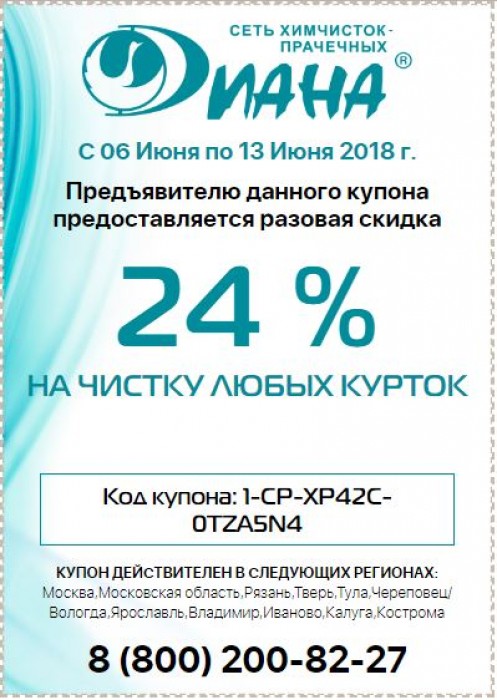 СЕТЬ ХИМЧИСТОК-
ПРАЧЕЧНЫХ
ДИАНА ®
С 06 Июня по 13 Июня 2018 г.
Предъявителю данного купона
предоставляется разовая скидка
24 %
НА ЧИСТКУ ЛЮБЫХ КУРТОК
Код купона: 1-CP-XP42C-
0TZA5N4
КУПОН ДЕЙСТВИТЕЛЕН В СЛЕДУЮЩИХ РЕГИОНАХ:
Москва,Московская область,Рязань,Тверь,Тула,Череповец/
Вологда,Ярославль,Владимир,Иваново,Калуга,Кострома
8 (800) 200-82-27